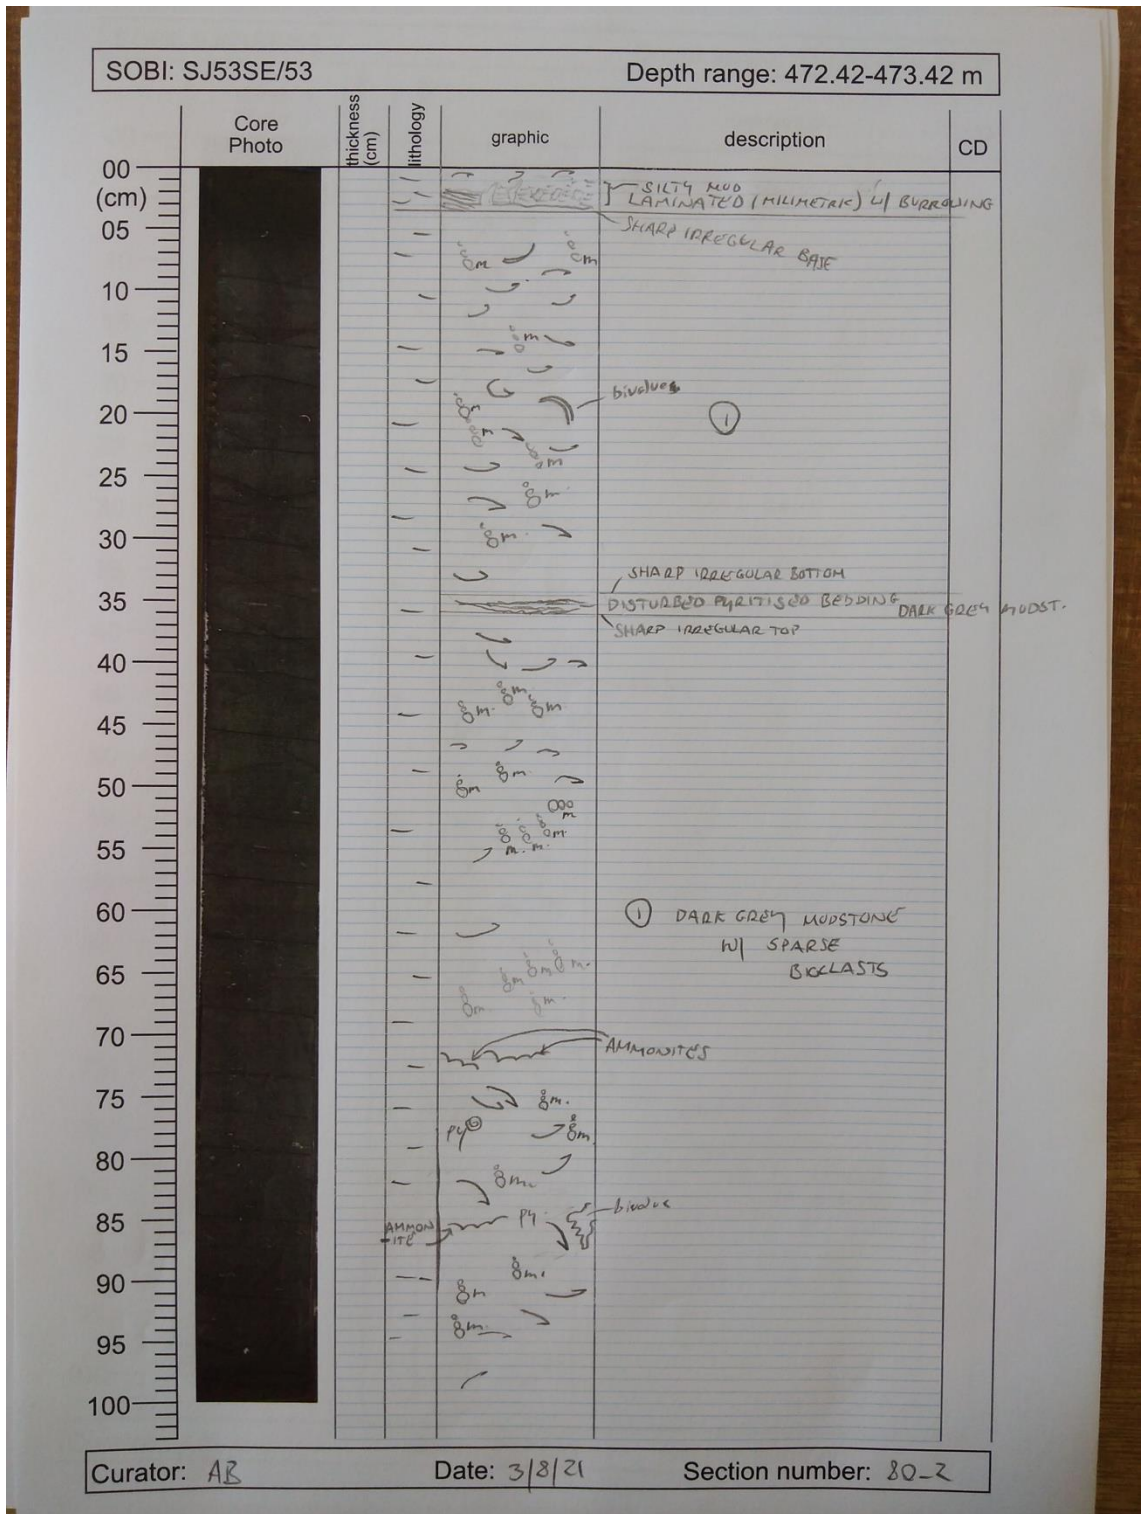 SOBI: SJ53SE/53
Depth range: 472.42-473.42 m
Core Photo
thickness (cm)
lithology
graphic
description
CD
00
(cm)
SILTY MUD
LAMINATED (MILIMETRIC) W/ BURROWING
05
SHARP IRREGULAR BASE
m
m
10
15
m
bivalves
20
1
m
25
m
30
m
SHARP IRREGULAR BOTTOM
35
DISTURBED PYRITISED BEDDING DARK GREY MUDST.
SHARP IRREGULAR TOP
40
m
m.
m
45
m
m
50
m
m.
55
m. m.
60
1 DARK GREY MUDSTONE
W/ SPARSE
BIOCLASTS
65
m
m
m.
m.
m
70
AMMONITES
75
m.
py
m
80
m.
py.
bivalve
85
AMMON
-ITE
m.
90
m
95
m.
100
Curator: AB
Date: 3/8/21
Section number: 80_2